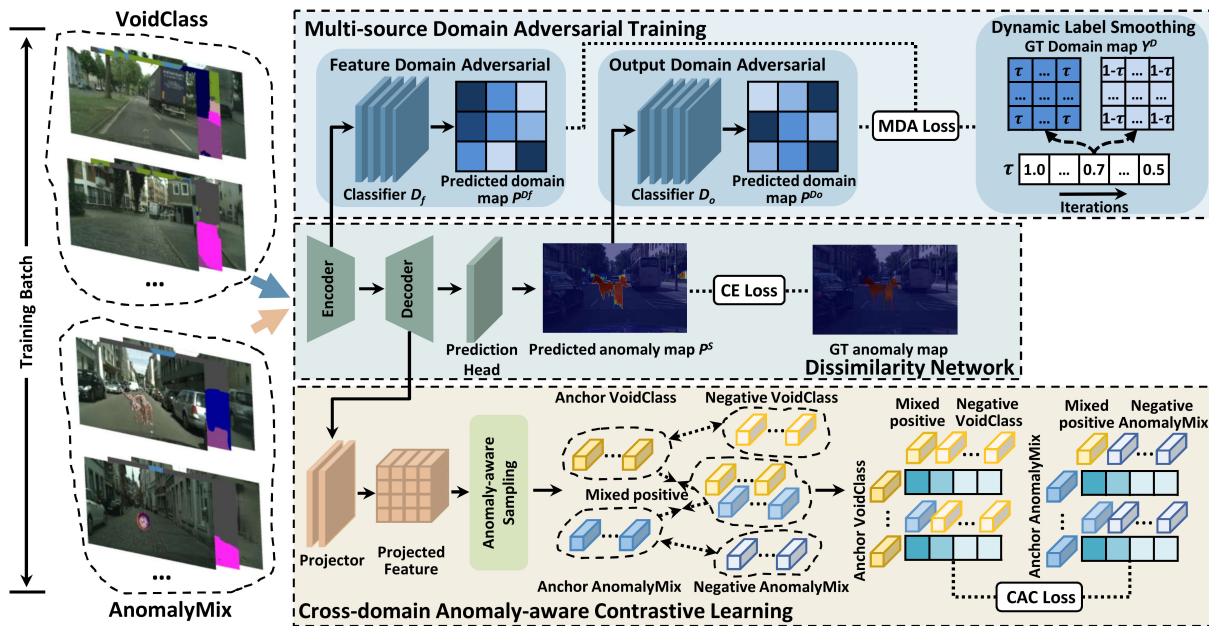 VoidClass
Training Batch
...
...
AnomalyMix
Multi-source Domain Adversarial Training
Feature Domain Adversarial
Classifier D_f
Predicted domain
map P^{Df}
Output Domain Adversarial
Classifier D_o
Predicted domain
map P^{Do}
MDA Loss
Dynamic Label Smoothing
GT Domain map Y^D
τ ... τ
... ... ...
τ ... τ
1-τ ... 1-τ
... ... ...
1-τ ... 1-τ
τ 1.0 ... 0.7 ... 0.5
Iterations
Encoder
Decoder
Prediction
Head
Predicted anomaly map P^S
CE Loss
GT anomaly map
Dissimilarity Network
Projector
Projected
Feature
Anomaly-aware
Sampling
Anchor VoidClass
Negative VoidClass
Mixed positive
Anchor AnomalyMix
Negative AnomalyMix
Mixed
positive
Negative
VoidClass
Anchor VoidClass
Mixed
positive
Negative
AnomalyMix
Anchor AnomalyMix
CAC Loss
Cross-domain Anomaly-aware Contrastive Learning